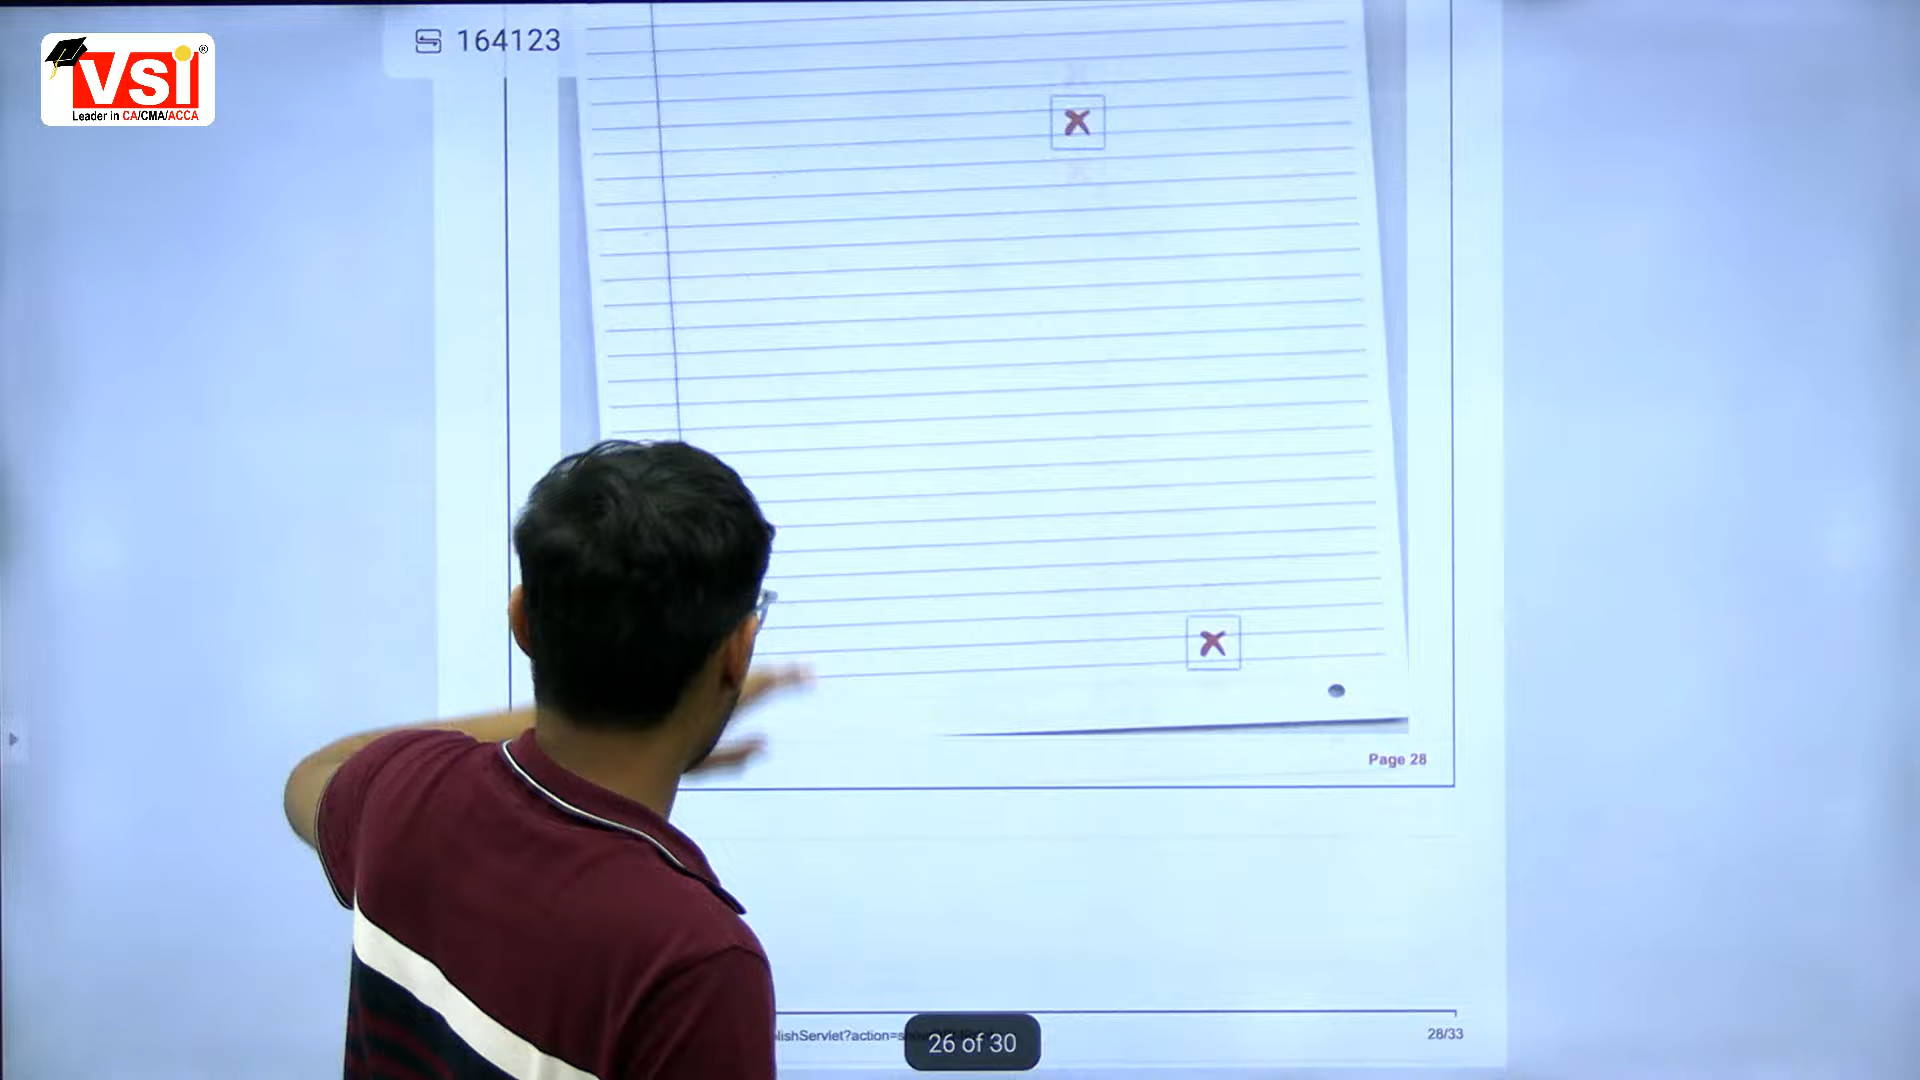 VSI
®
Leader in CA/CMA/ACCA
164123
Page 28
lishServlet?action=s
26 of 30
28/33